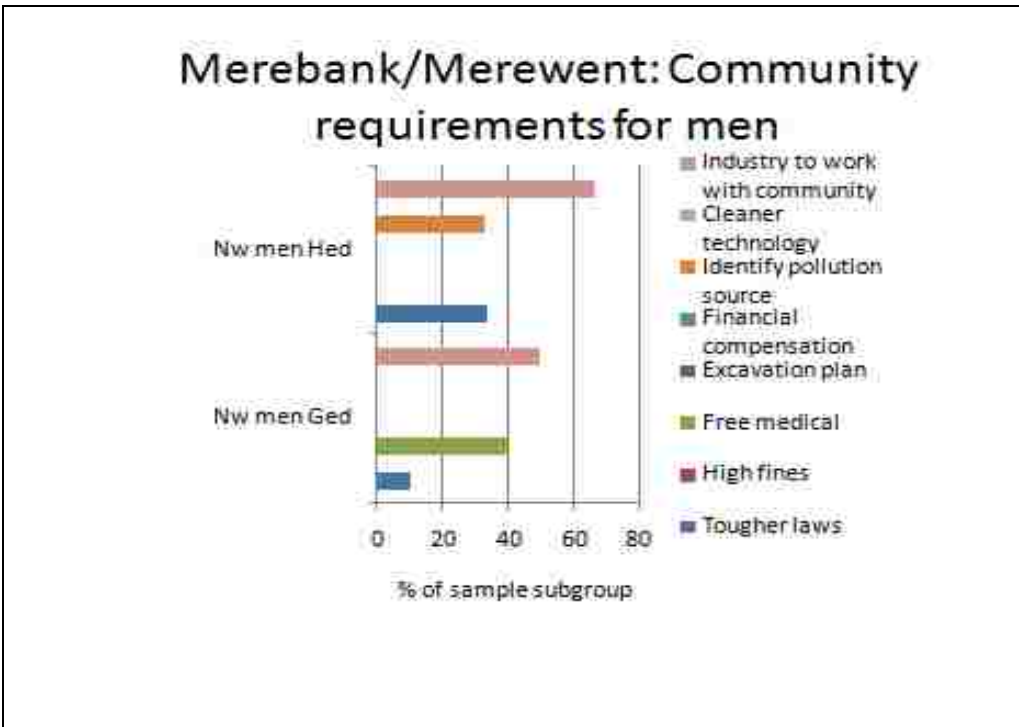 Merebank/Merewent: Community
requirements for men
Nw men Hed
Nw men Ged
0 20 40 60 80
% of sample subgroup
Industry to work
with community
Cleaner
technology
Identify pollution
source
Financial
compensation
Excavation plan
Free medical
High fines
Tougher laws